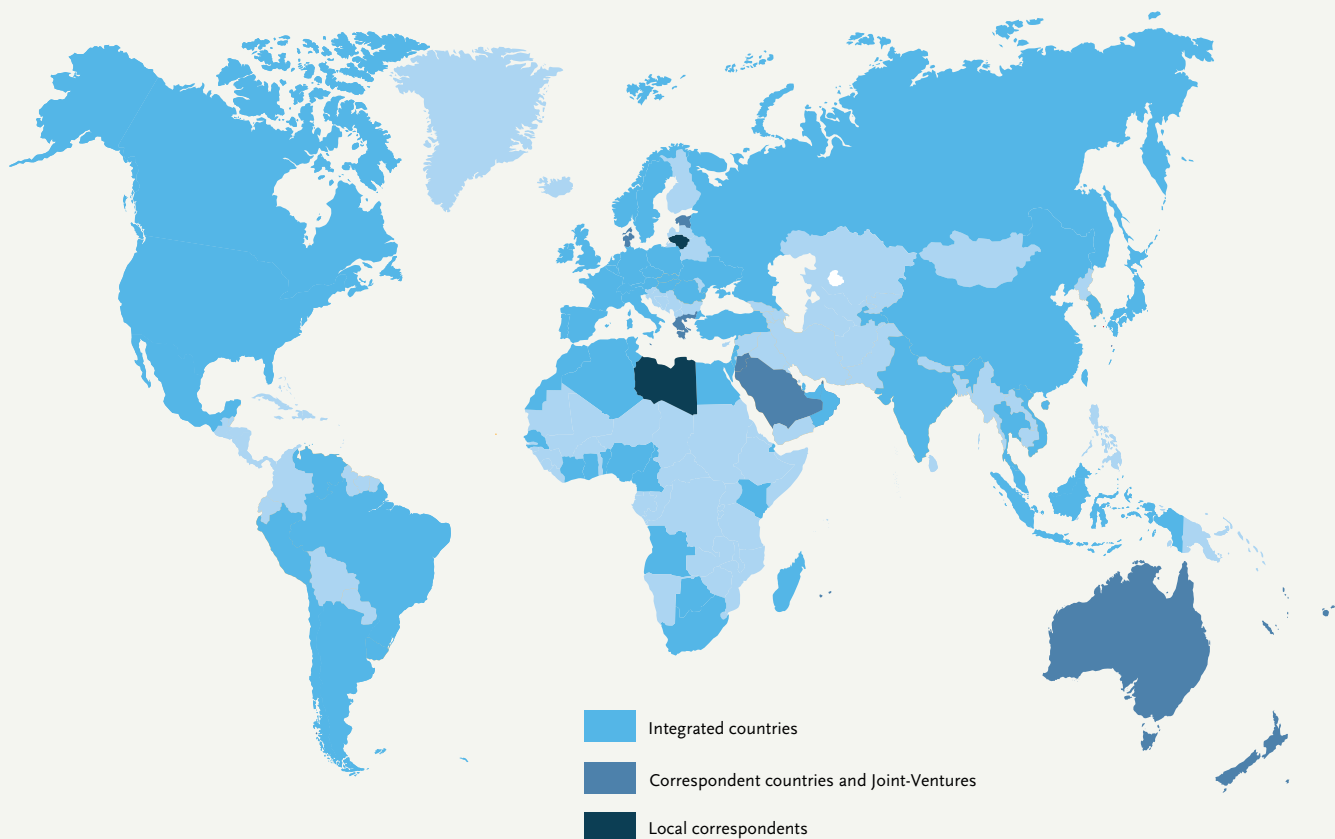 Integrated countries
Correspondent countries and Joint-Ventures
Local correspondents